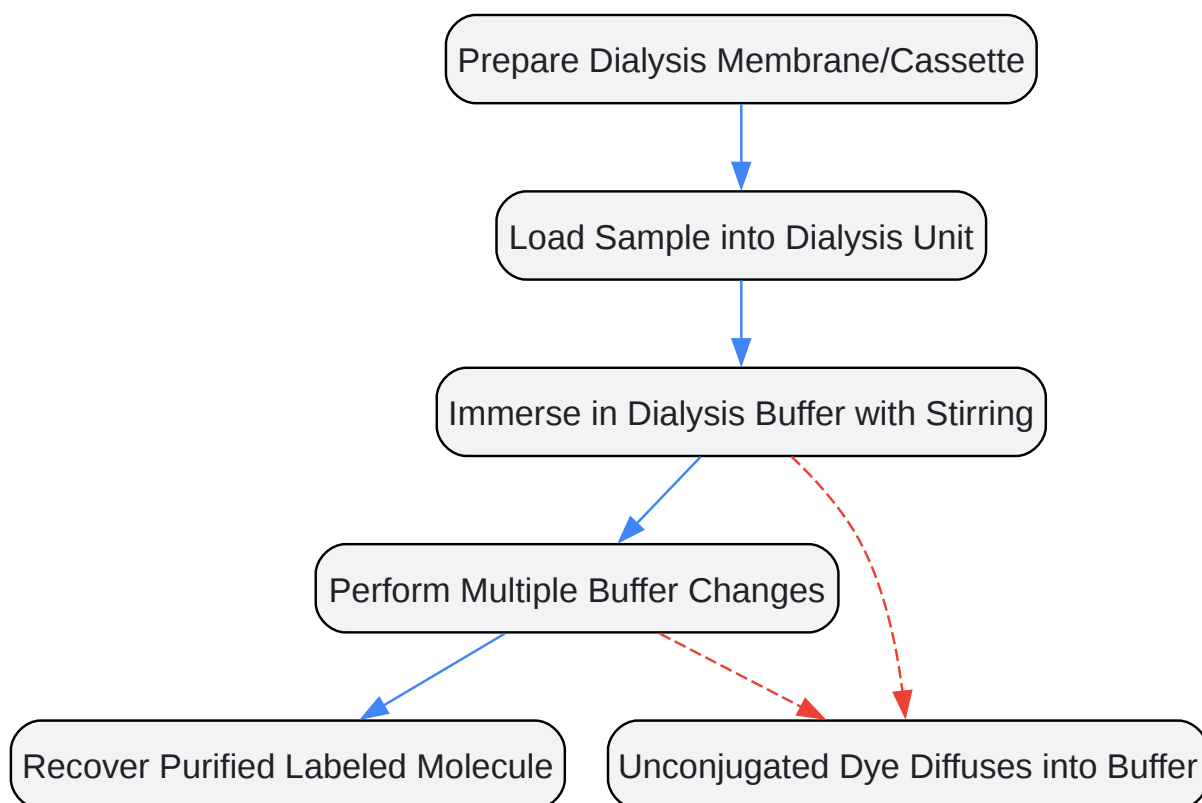 Prepare Dialysis Membrane/Cassette
Load Sample into Dialysis Unit
Immerse in Dialysis Buffer with Stirring
Perform Multiple Buffer Changes
Recover Purified Labeled Molecule
Unconjugated Dye Diffuses into Buffer